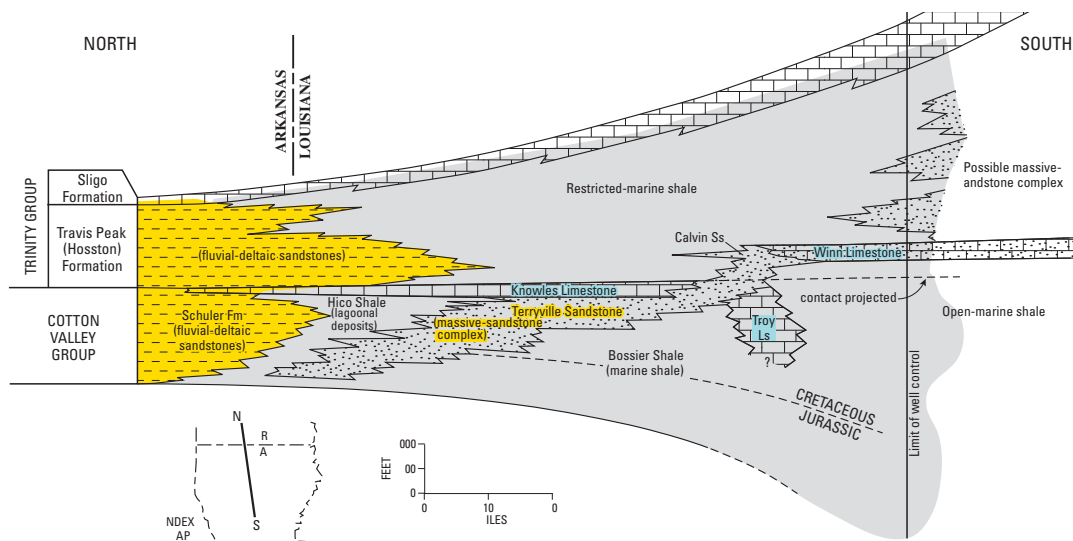 NORTH
SOUTH
ARKANSAS
LOUISIANA
TRINITY GROUP
Sligo
Formation
Travis Peak
(Hosston)
Formation
COTTON
VALLEY
GROUP
Restricted-marine shale
Possible massive-
andstone complex
(fluvial-deltaic sandstones)
Calvin Ss
Winn Limestone
Knowles Limestone
contact projected
Open-marine shale
Schuler Fm
(fluvial-deltaic
sandstones)
Hico Shale
(lagoonal
deposits)
Terryville Sandstone
(massive-sandstone
complex)
Troy
Ls
?
Bossier Shale
(marine shale)
CRETACEOUS
JURASSIC
Limit of well control
N
R
A
S
NDEX
AP
FEET
000
00
0
0
10
0
ILES